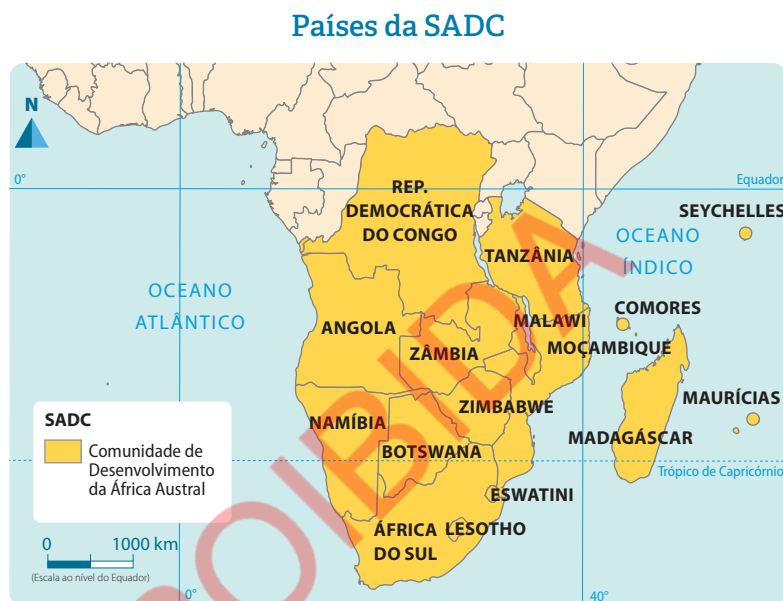 Países da SADC
N
0°
Equador
REP.
DEMOCRÁTICA
DO CONGO
SEYCHELLES
OCEANO
ÍNDICO
TANZÂNIA
OCEANO
ATLÂNTICO
COMORES
ANGOLA
MALAWI
MOÇAMBIQUE
ZÂMBIA
MAURÍCIAS
ZIMBABWE
NAMÍBIA
MADAGÁSCAR
BOTSWANA
Trópico de Capricórnio
ESWATINI
ÁFRICA
DO SUL
LESOTHO
SADC
Comunidade de
Desenvolvimento
da África Austral
0 1000 km
(Escala ao nível do Equador)
0°
40°
OIBIDA